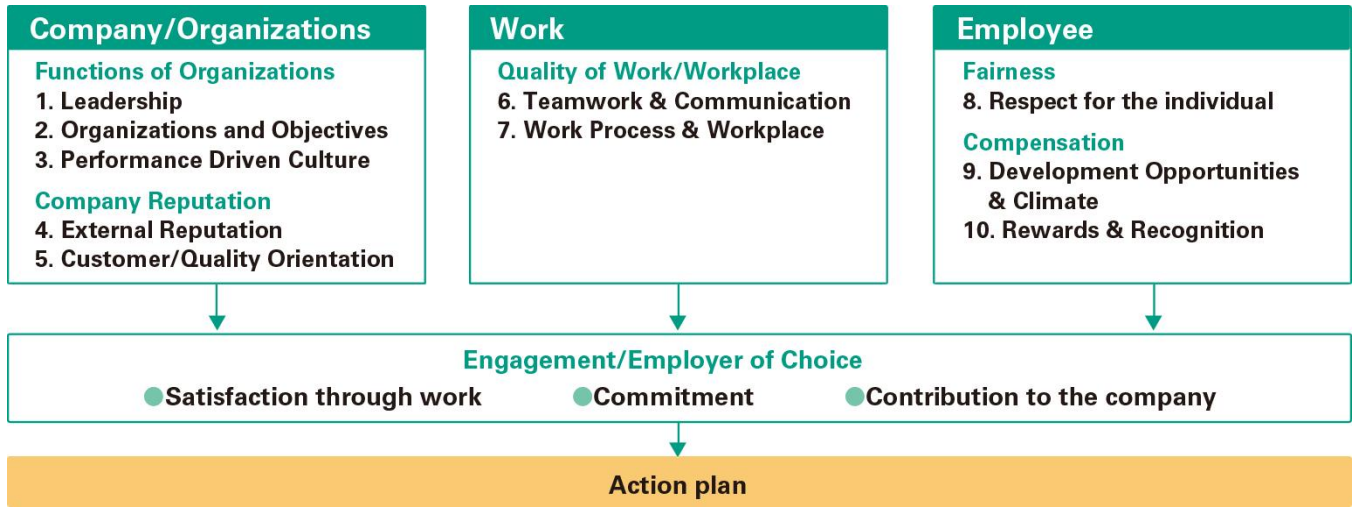 Company/Organizations
Functions of Organizations
1. Leadership
2. Organizations and Objectives
3. Performance Driven Culture
Company Reputation
4. External Reputation
5. Customer/Quality Orientation
Work
Quality of Work/Workplace
6. Teamwork & Communication
7. Work Process & Workplace
Employee
Fairness
8. Respect for the individual
Compensation
9. Development Opportunities
& Climate
10. Rewards & Recognition
Engagement/Employer of Choice
Satisfaction through work
Commitment
Contribution to the company
Action plan